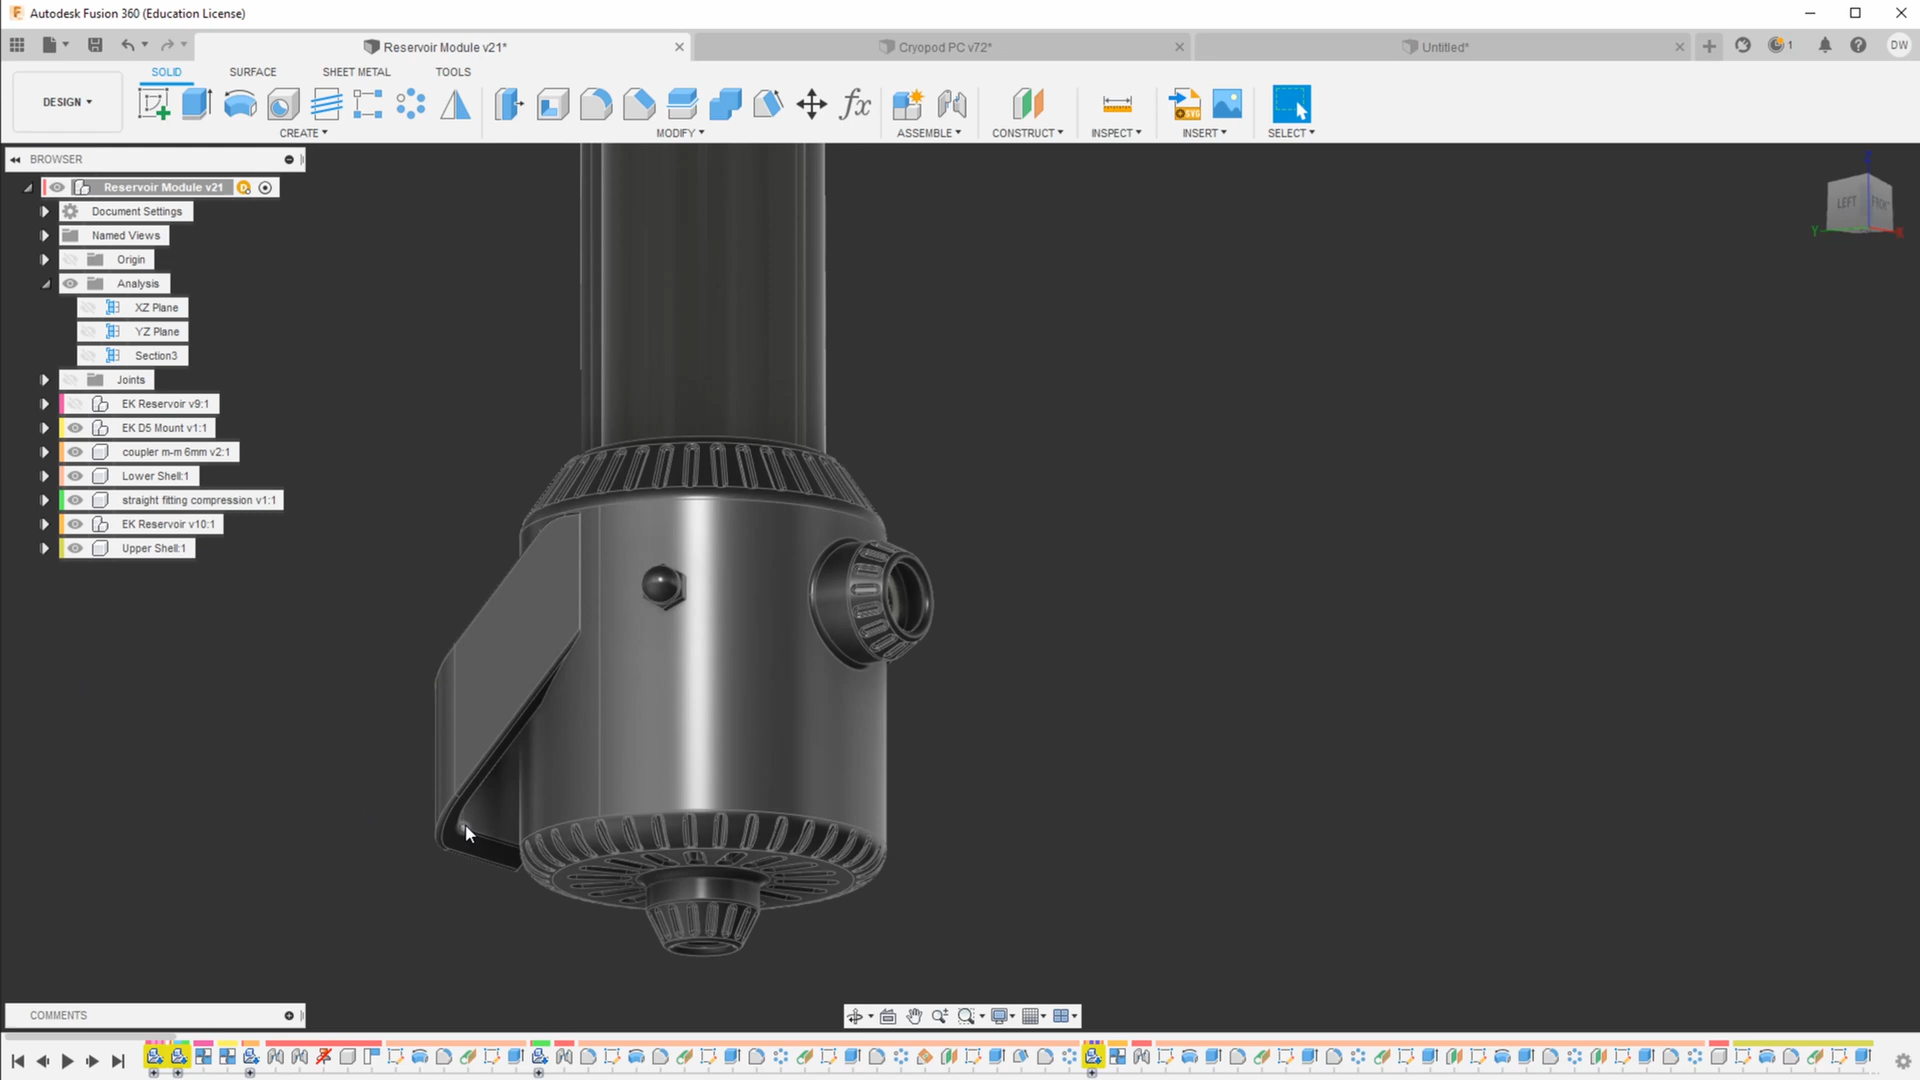 Autodesk Fusion 360 (Education License)
Reservoir Module v21*
Cryopod PC v72*
Untitled*
1
DW
DESIGN
SOLID
SURFACE
SHEET METAL
TOOLS
CREATE
MODIFY
ASSEMBLE
CONSTRUCT
INSPECT
INSERT
SELECT
BROWSER
Reservoir Module v21
Document Settings
Named Views
Origin
Analysis
XZ Plane
YZ Plane
Section3
Joints
EK Reservoir v9:1
EK D5 Mount v1:1
coupler m-m 6mm v2:1
Lower Shell:1
straight fitting compression v1:1
EK Reservoir v10:1
Upper Shell:1
LEFT
FRONT
Y
COMMENTS